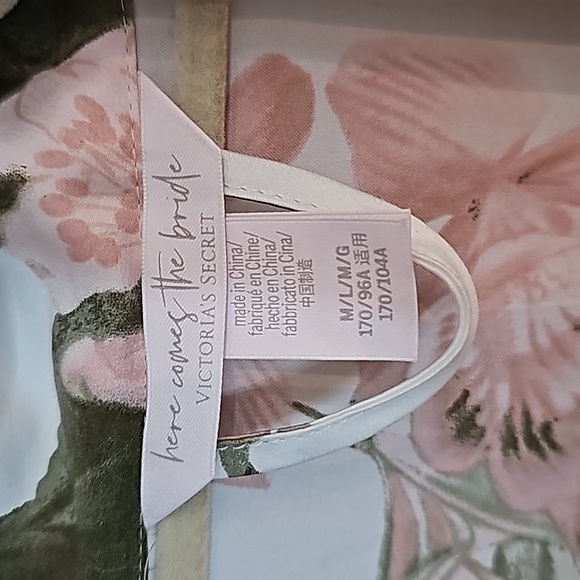 here comes the bride
VICTORIA'S SECRET
made in China/
fabriqué en Chine/
hecho en China/
fabbricato in Cina/
中国制造
M/L/M/G
170/96A 适用
170/104A